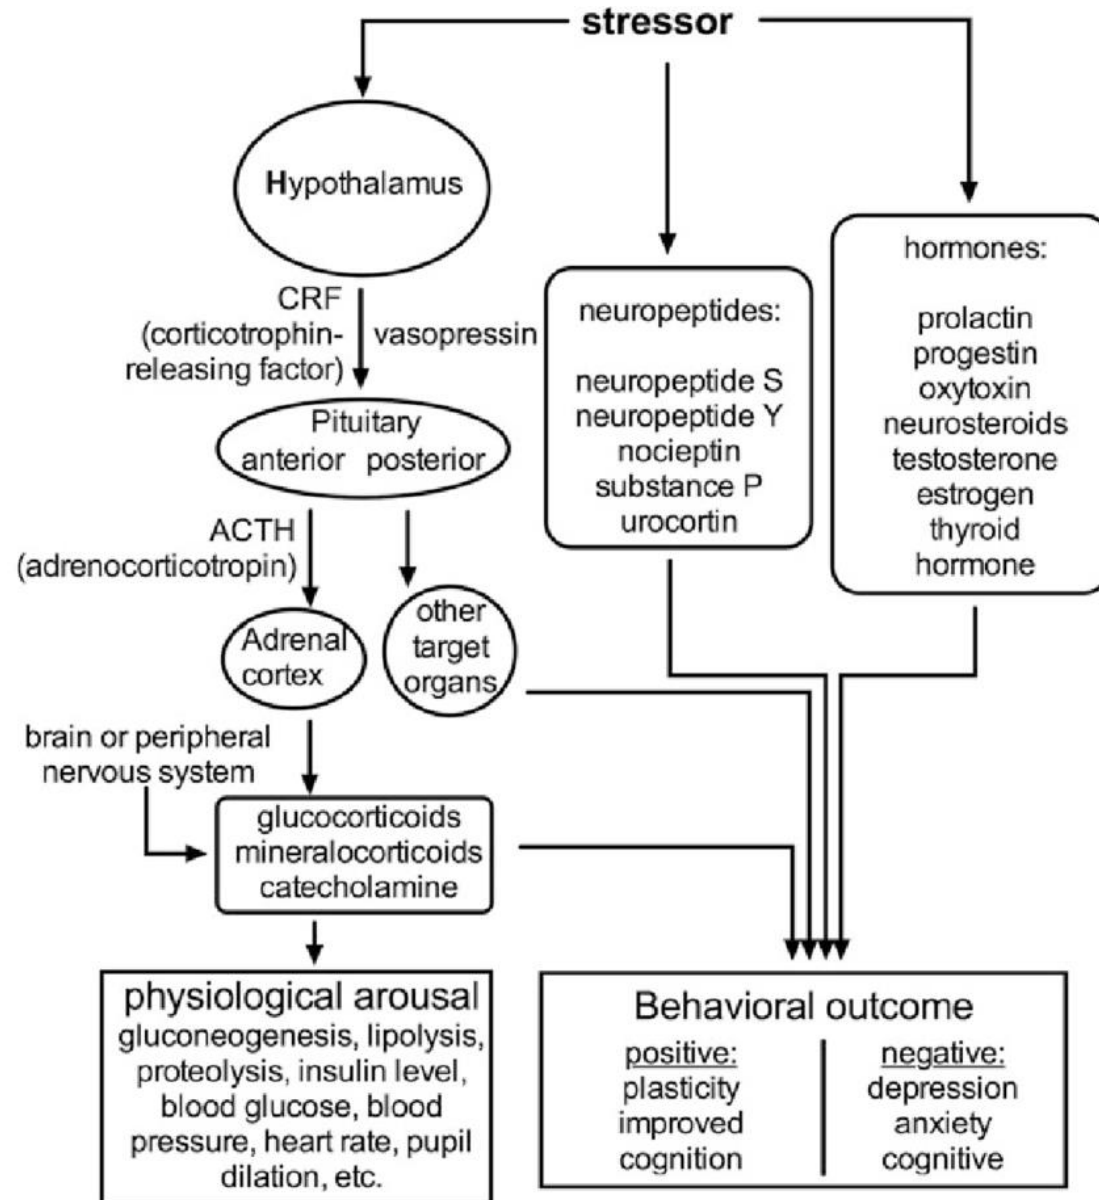 stressor
Hypothalamus
CRF
(corticotrophin-
releasing factor)
vasopressin
Pituitary
anterior posterior
ACTH
(adrenocorticotropin)
Adrenal
cortex
other
target
organs
brain or peripheral
nervous system
glucocorticoids
mineralocorticoids
catecholamine
physiological arousal
gluconeogenesis, lipolysis,
proteolysis, insulin level,
blood glucose, blood
pressure, heart rate, pupil
dilation, etc.
neuropeptides:
neuropeptide S
neuropeptide Y
nocieptin
substance P
urocortin
hormones:
prolactin
progestin
oxytoxin
neurosteroids
testosterone
estrogen
thyroid
hormone
Behavioral outcome
positive:
plasticity
improved
cognition
negative:
depression
anxiety
cognitive